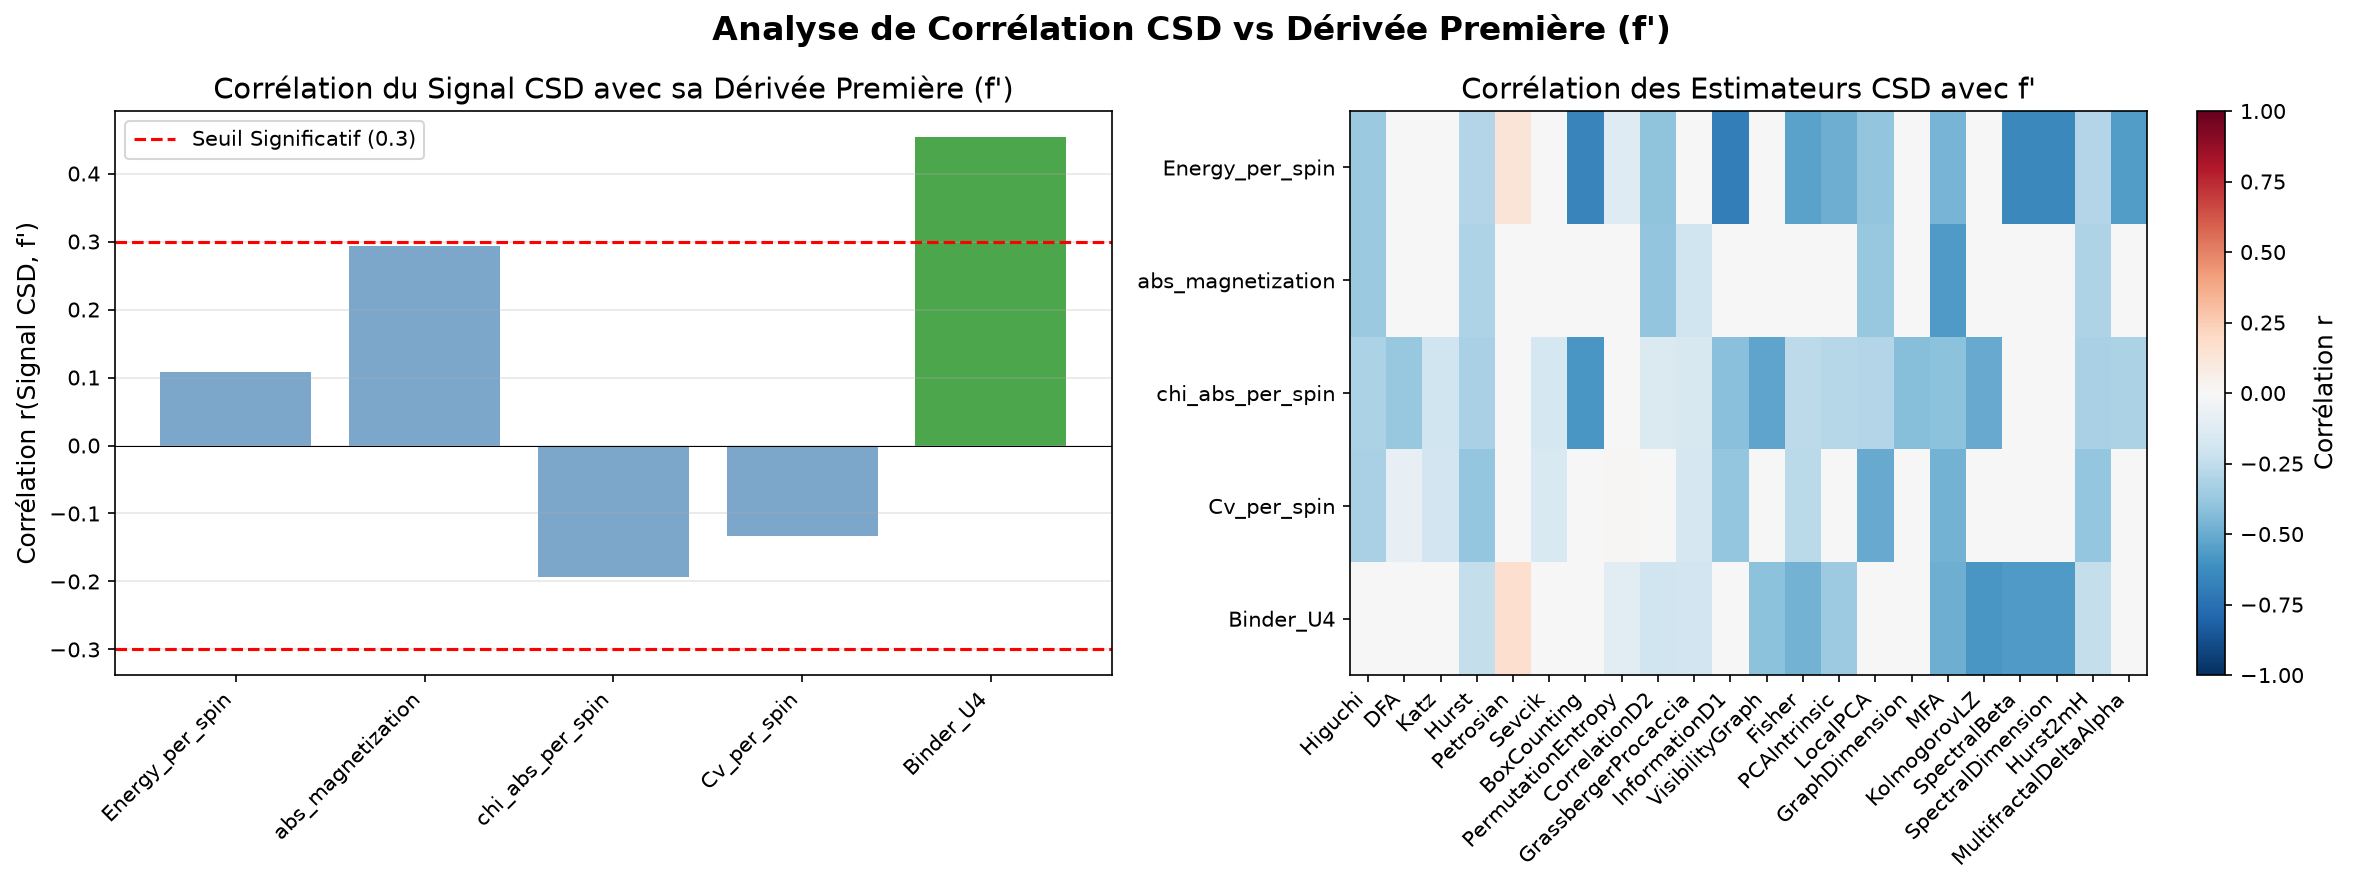 Analyse de Corrélation CSD vs Dérivée Première (f')
Corrélation du Signal CSD avec sa Dérivée Première (f')
Seuil Significatif (0.3)
Corrélation r(Signal CSD, f')
0.4
0.3
0.2
0.1
0.0
−0.1
−0.2
−0.3
Energy_per_spin
abs_magnetization
chi_abs_per_spin
Cv_per_spin
Binder_U4
Corrélation des Estimateurs CSD avec f'
Energy_per_spin
abs_magnetization
chi_abs_per_spin
Cv_per_spin
Binder_U4
Higuchi
DFA
Katz
Hurst
Petrosian
Sevcik
BoxCounting
PermutationEntropy
CorrelationD2
GrassbergerProcaccia
InformationD1
VisibilityGraph
Fisher
PCAIntrinsic
LocalPCA
GraphDimension
MFA
KolmogorovLZ
SpectralBeta
SpectralDimension
Hurst2mH
MultifractalDeltaAlpha
1.00
0.75
0.50
0.25
0.00
−0.25
−0.50
−0.75
−1.00
Corrélation r